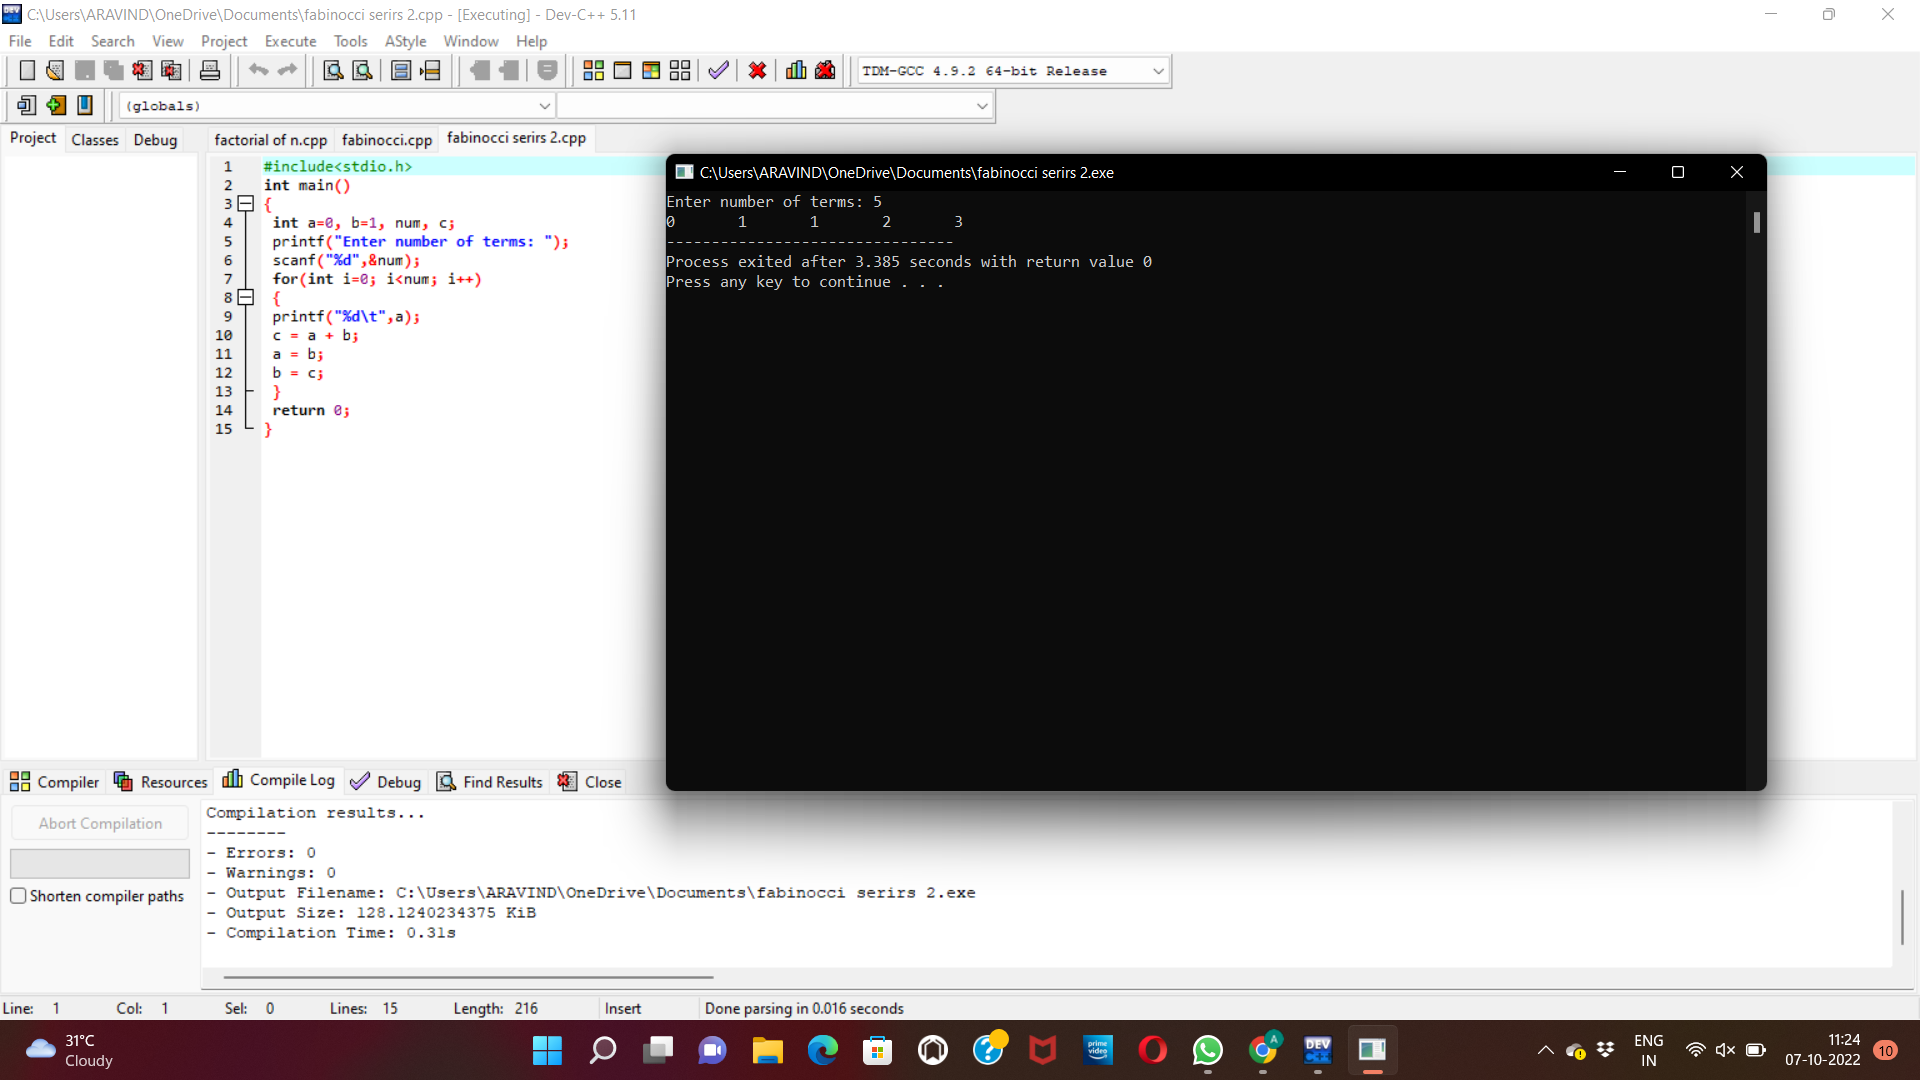 C:\Users\ARAVIND\OneDrive\Documents\fabinocci serirs 2.cpp - [Executing] - Dev-C++ 5.11
File Edit Search View Project Execute Tools AStyle Window Help
TDM-GCC 4.9.2 64-bit Release
(globals)
Project Classes Debug
factorial of n.cpp fabinocci.cpp fabinocci serirs 2.cpp
1 #include<stdio.h>
2 int main()
3 {
4 int a=0, b=1, num, c;
5 printf("Enter number of terms: ");
6 scanf("%d",&num);
7 for(int i=0; i<num; i++)
8 {
9 printf("%d\t",a);
10 c = a + b;
11 a = b;
12 b = c;
13 }
14 return 0;
15 }
C:\Users\ARAVIND\OneDrive\Documents\fabinocci serirs 2.exe
Enter number of terms: 5
0 1 1 2 3
--------------------------------
Process exited after 3.385 seconds with return value 0
Press any key to continue . . .
Compiler Resources Compile Log Debug Find Results Close
Abort Compilation
Shorten compiler paths
Compilation results...
--------
- Errors: 0
- Warnings: 0
- Output Filename: C:\Users\ARAVIND\OneDrive\Documents\fabinocci serirs 2.exe
- Output Size: 128.1240234375 KiB
- Compilation Time: 0.31s
Line: 1 Col: 1 Sel: 0 Lines: 15 Length: 216 Insert Done parsing in 0.016 seconds
31°C
Cloudy
prime video
A
DEV
ENG
IN
11:24
07-10-2022
10